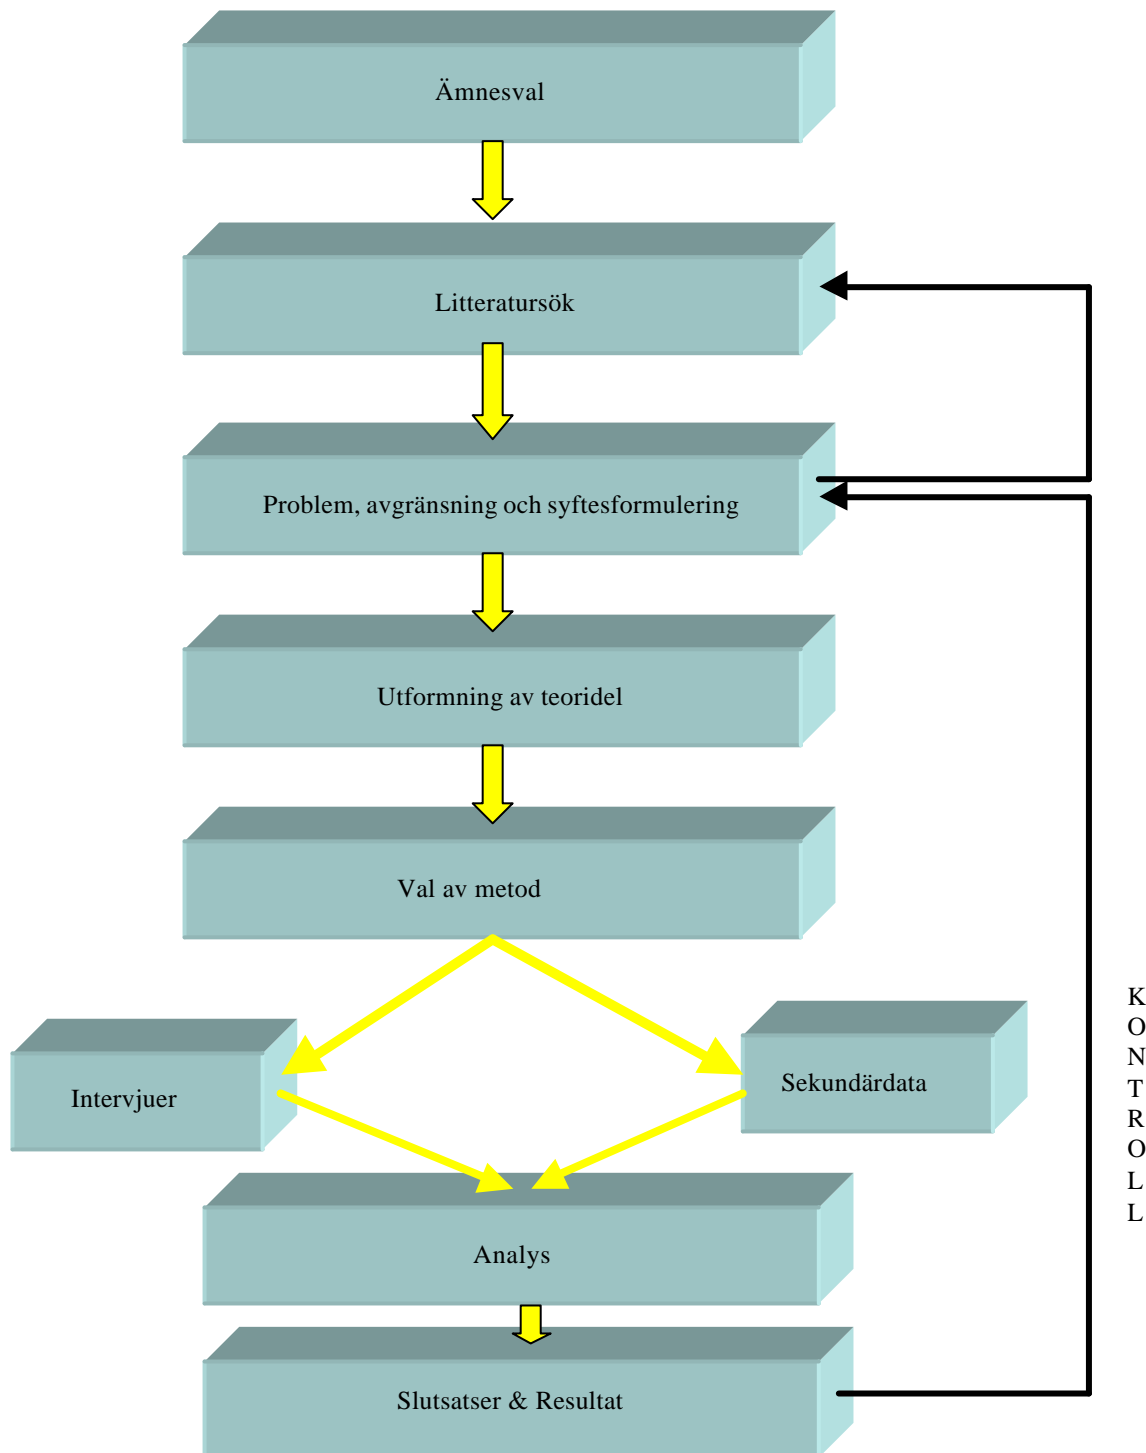 Ämnesval
Litteratursök
Problem, avgränsning och syftesformulering
Utformning av teoridel
Val av metod
Intervjuer
Sekundärdata
Analys
Slutsatser & Resultat
K
O
N
T
R
O
L
L